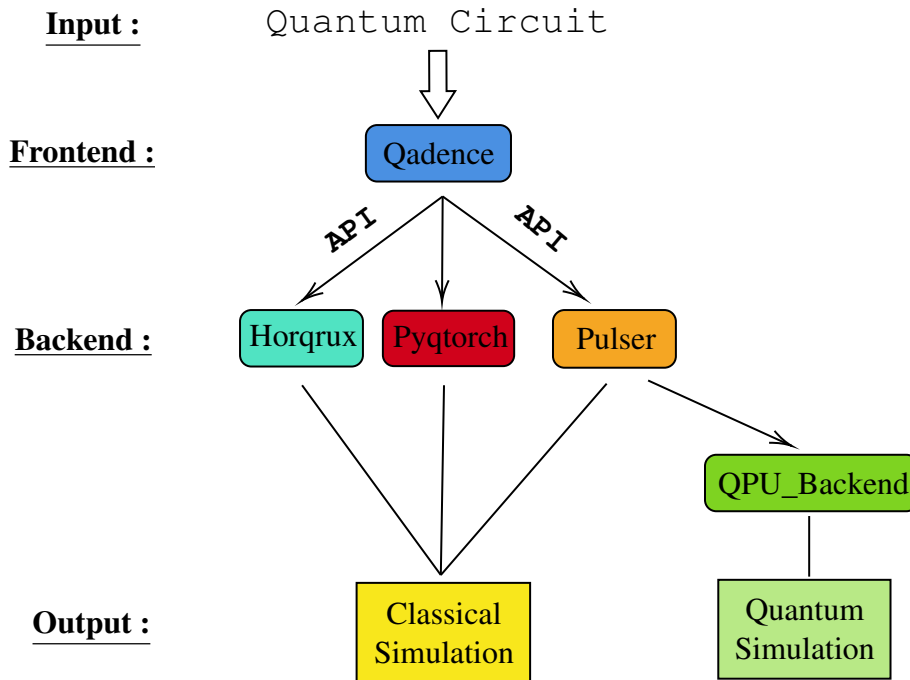 Input :
Quantum Circuit
Frontend :
Qadence
API
API
Backend :
Horqrux
Pyqtorch
Pulser
QPU_Backend
Output :
Classical
Simulation
Quantum
Simulation